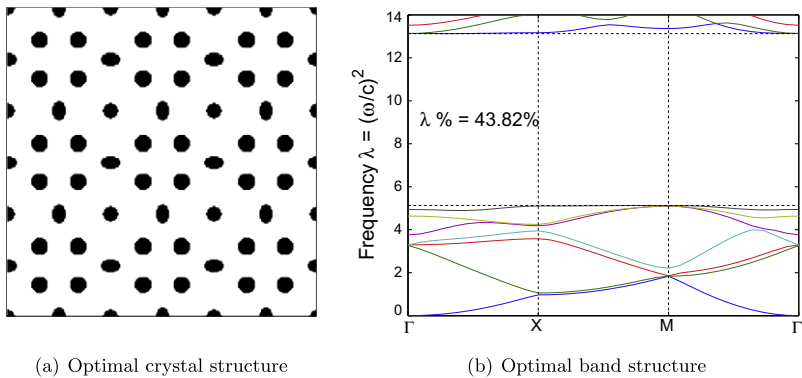 14
12
10
8
6
4
2
0
Frequency λ = (ω/c)²
λ % = 43.82%
Γ X M Γ
(a) Optimal crystal structure (b) Optimal band structure